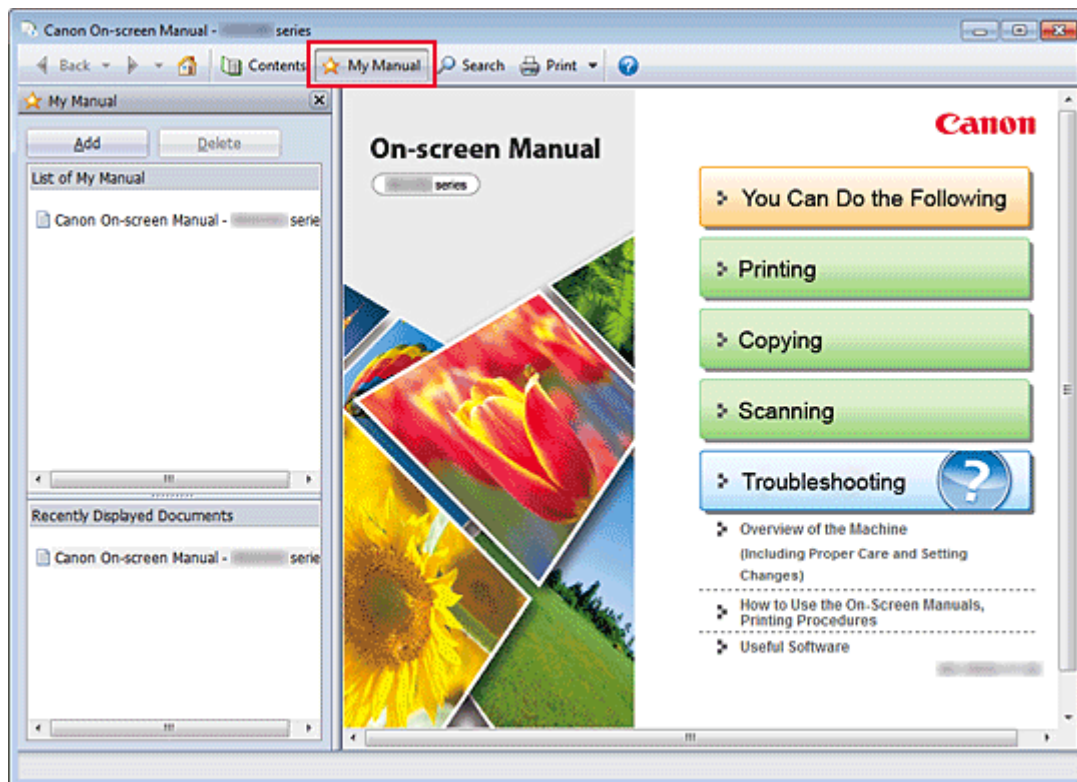 Canon On-screen Manual - series
Back Contents My Manual Search Print
My Manual
Add Delete
List of My Manual
Canon On-screen Manual - serie
Recently Displayed Documents
Canon On-screen Manual - serie
Canon
On-screen Manual
series
You Can Do the Following
Printing
Copying
Scanning
Troubleshooting ?
Overview of the Machine
(Including Proper Care and Setting
Changes)
How to Use the On-Screen Manuals,
Printing Procedures
Useful Software